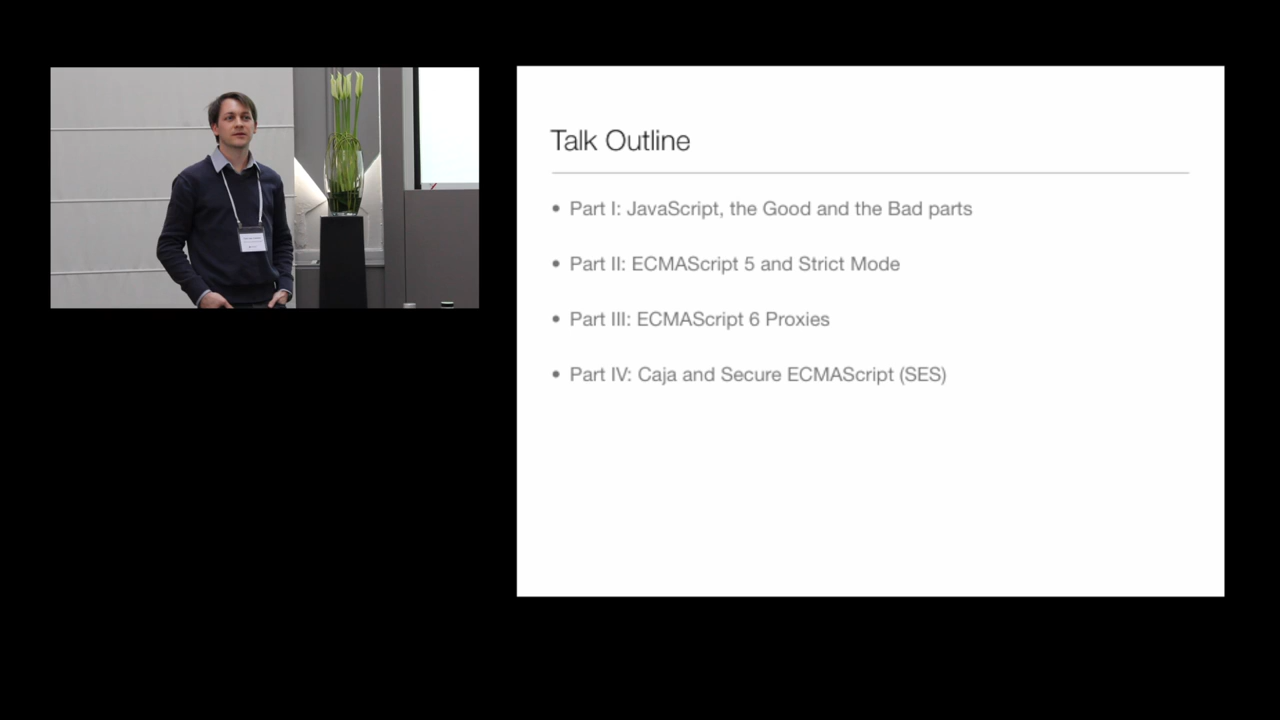 Talk Outline
• Part I: JavaScript, the Good and the Bad parts
• Part II: ECMAScript 5 and Strict Mode
• Part III: ECMAScript 6 Proxies
• Part IV: Caja and Secure ECMAScript (SES)